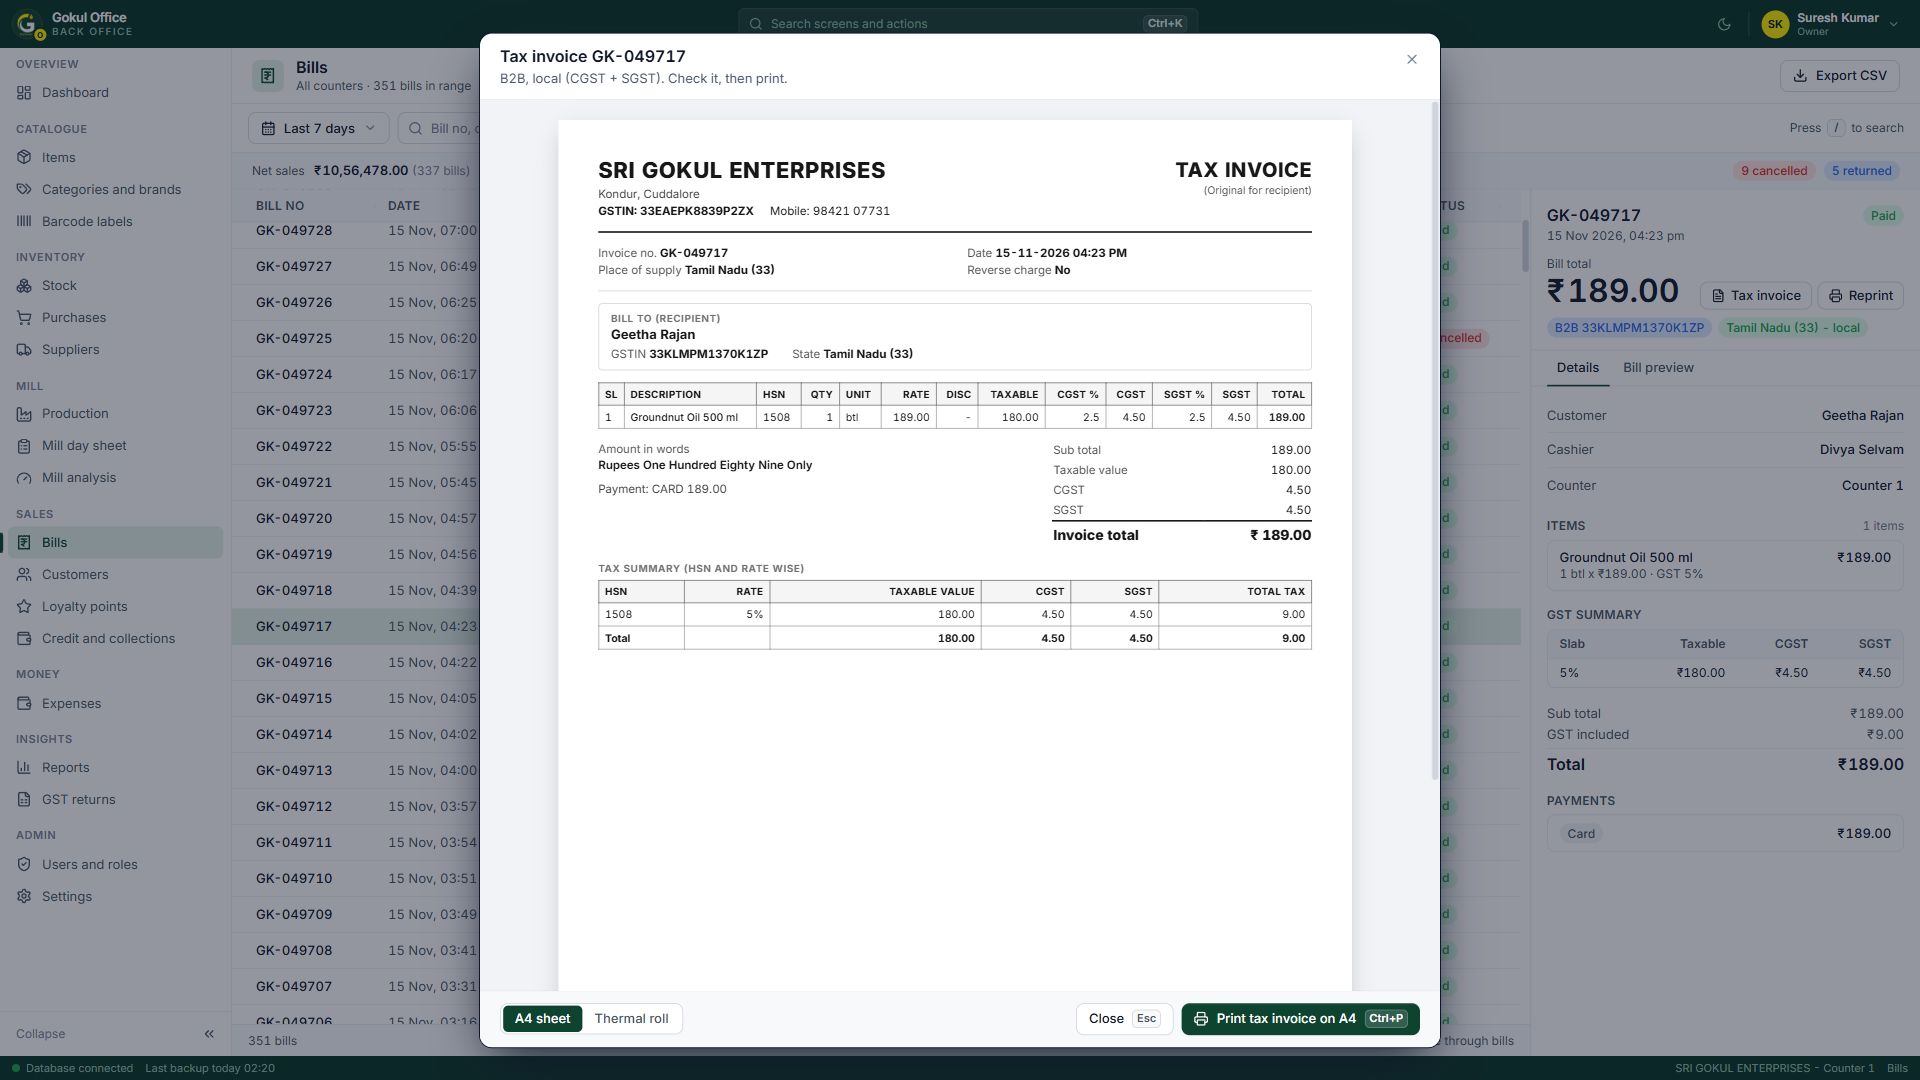 Gokul Office
BACK OFFICE
Search screens and actions Ctrl+K
SK Suresh Kumar
Owner
OVERVIEW
Dashboard
CATALOGUE
Items
Categories and brands
Barcode labels
INVENTORY
Stock
Purchases
Suppliers
MILL
Production
Mill day sheet
Mill analysis
SALES
Bills
Customers
Loyalty points
Credit and collections
MONEY
Expenses
INSIGHTS
Reports
GST returns
ADMIN
Users and roles
Settings
Collapse
Bills
All counters · 351 bills in range
Export CSV
Last 7 days
Bill no,
Press / to search
Net sales ₹10,56,478.00 (337 bills)
9 cancelled 5 returned
BILL NO DATE
GK-049728 15 Nov, 07:00
GK-049727 15 Nov, 06:49
GK-049726 15 Nov, 06:25
GK-049725 15 Nov, 06:20
GK-049724 15 Nov, 06:17
GK-049723 15 Nov, 06:06
GK-049722 15 Nov, 05:55
GK-049721 15 Nov, 05:45
GK-049720 15 Nov, 04:57
GK-049719 15 Nov, 04:56
GK-049718 15 Nov, 04:39
GK-049717 15 Nov, 04:23
GK-049716 15 Nov, 04:22
GK-049715 15 Nov, 04:05
GK-049714 15 Nov, 04:02
GK-049713 15 Nov, 04:00
GK-049712 15 Nov, 03:57
GK-049711 15 Nov, 03:54
GK-049710 15 Nov, 03:51
GK-049709 15 Nov, 03:49
GK-049708 15 Nov, 03:41
GK-049707 15 Nov, 03:31
GK-049706 15 Nov, 03:16
351 bills
through bills
Tax invoice GK-049717
B2B, local (CGST + SGST). Check it, then print.
SRI GOKUL ENTERPRISES
Kondur, Cuddalore
GSTIN: 33EAEPK8839P2ZX Mobile: 98421 07731
TAX INVOICE
(Original for recipient)
Invoice no. GK-049717 Date 15-11-2026 04:23 PM
Place of supply Tamil Nadu (33) Reverse charge No
BILL TO (RECIPIENT)
Geetha Rajan
GSTIN 33KLMPM1370K1ZP State Tamil Nadu (33)
SL DESCRIPTION HSN QTY UNIT RATE DISC TAXABLE CGST % CGST SGST % SGST TOTAL
1 Groundnut Oil 500 ml 1508 1 btl 189.00 - 180.00 2.5 4.50 2.5 4.50 189.00
Amount in words
Rupees One Hundred Eighty Nine Only
Payment: CARD 189.00
Sub total 189.00
Taxable value 180.00
CGST 4.50
SGST 4.50
Invoice total ₹ 189.00
TAX SUMMARY (HSN AND RATE WISE)
HSN RATE TAXABLE VALUE CGST SGST TOTAL TAX
1508 5% 180.00 4.50 4.50 9.00
Total 180.00 4.50 4.50 9.00
A4 sheet Thermal roll
Close Esc
Print tax invoice on A4 Ctrl+P
GK-049717 Paid
15 Nov 2026, 04:23 pm
Bill total
₹189.00
Tax invoice Reprint
B2B 33KLMPM1370K1ZP Tamil Nadu (33) - local
Details Bill preview
Customer Geetha Rajan
Cashier Divya Selvam
Counter Counter 1
ITEMS 1 items
Groundnut Oil 500 ml ₹189.00
1 btl x ₹189.00 · GST 5%
GST SUMMARY
Slab Taxable CGST SGST
5% ₹180.00 ₹4.50 ₹4.50
Sub total ₹189.00
GST included ₹9.00
Total ₹189.00
PAYMENTS
Card ₹189.00
Database connected Last backup today 02:20
SRI GOKUL ENTERPRISES - Counter 1 Bills